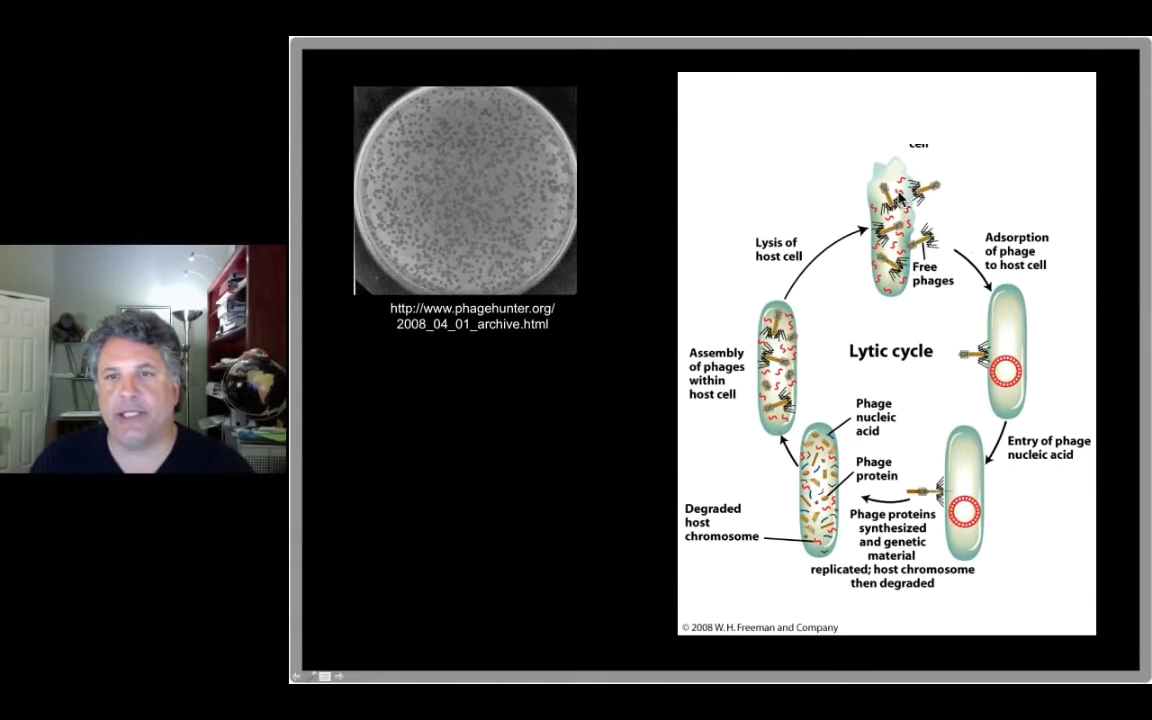 http://www.phagehunter.org/
2008_04_01_archive.html
cell
Lysis of
host cell
Free
phages
Adsorption
of phage
to host cell
Lytic cycle
Assembly
of phages
within
host cell
Phage
nucleic
acid
Entry of phage
nucleic acid
Phage
protein
Degraded
host
chromosome
Phage proteins
synthesized
and genetic
material
replicated; host chromosome
then degraded
© 2008 W. H. Freeman and Company